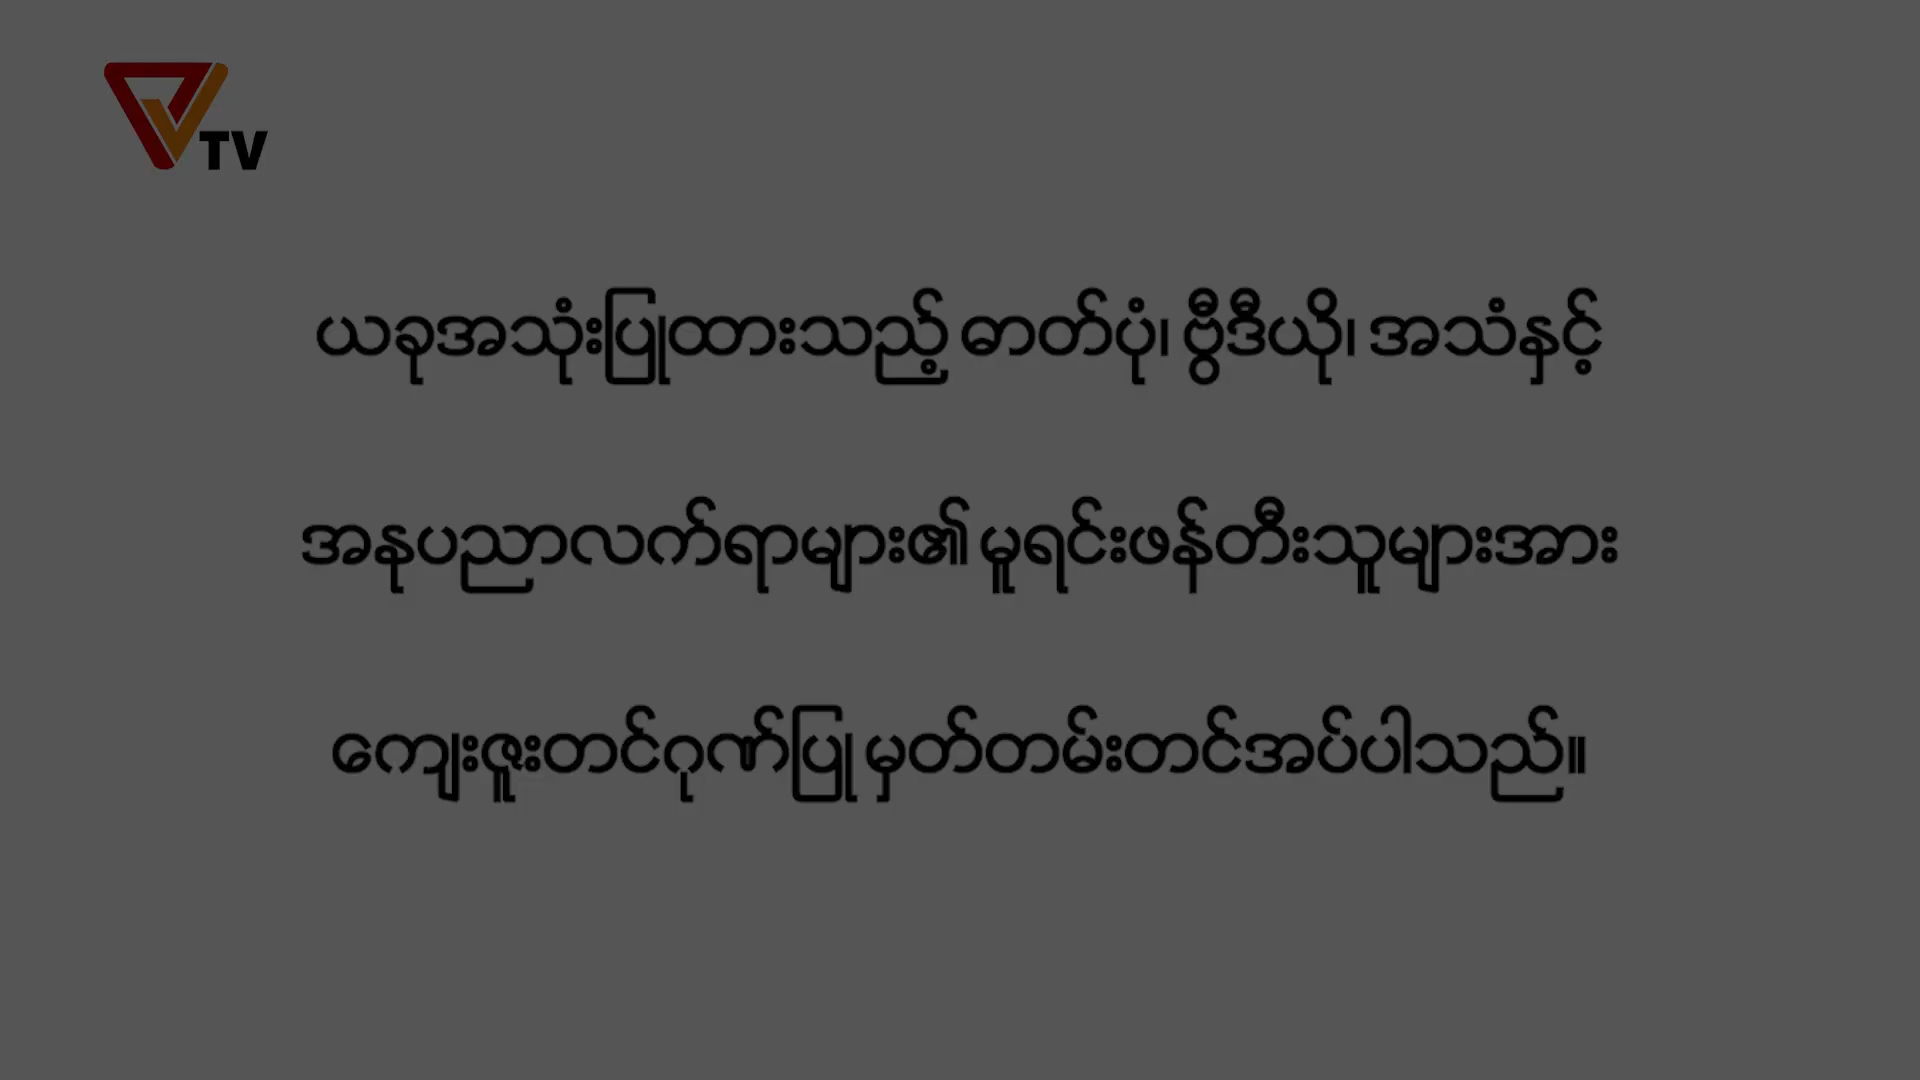 TV
ယခုအသုံးပြုထားသည့် ဓာတ်ပုံ၊ ဗွီဒီယို၊ အသံနှင့်
အနုပညာလက်ရာများ၏ မူရင်းဖန်တီးသူများအား
ကျေးဇူးတင်ဂုဏ်ပြု မှတ်တမ်းတင်အပ်ပါသည်။